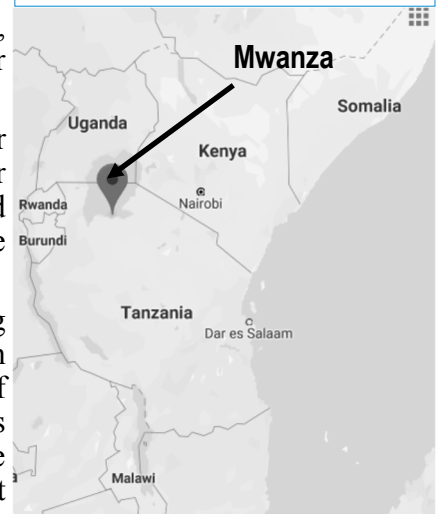 Mwanza
Somalia
Uganda
Kenya
Rwanda
Nairobi
Burundi
Tanzania
Dar es Salaam
Malawi